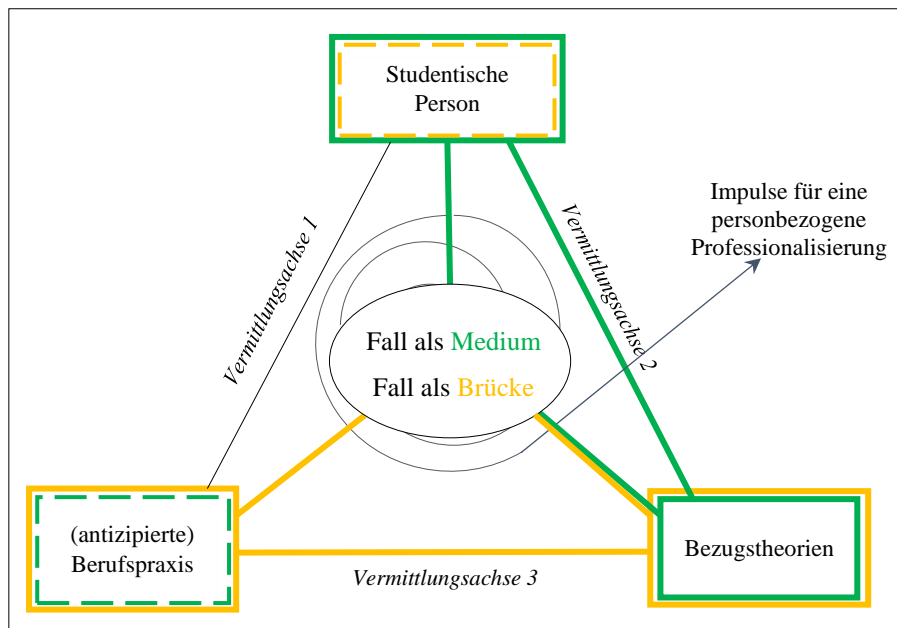 Studentische
Person
Impulse für eine
personbezogene
Professionalisierung
Vermittlungsachse 1
Vermittlungsachse 2
Fall als Medium
Fall als Brücke
(antizipierte)
Berufspraxis
Bezugstheorien
Vermittlungsachse 3